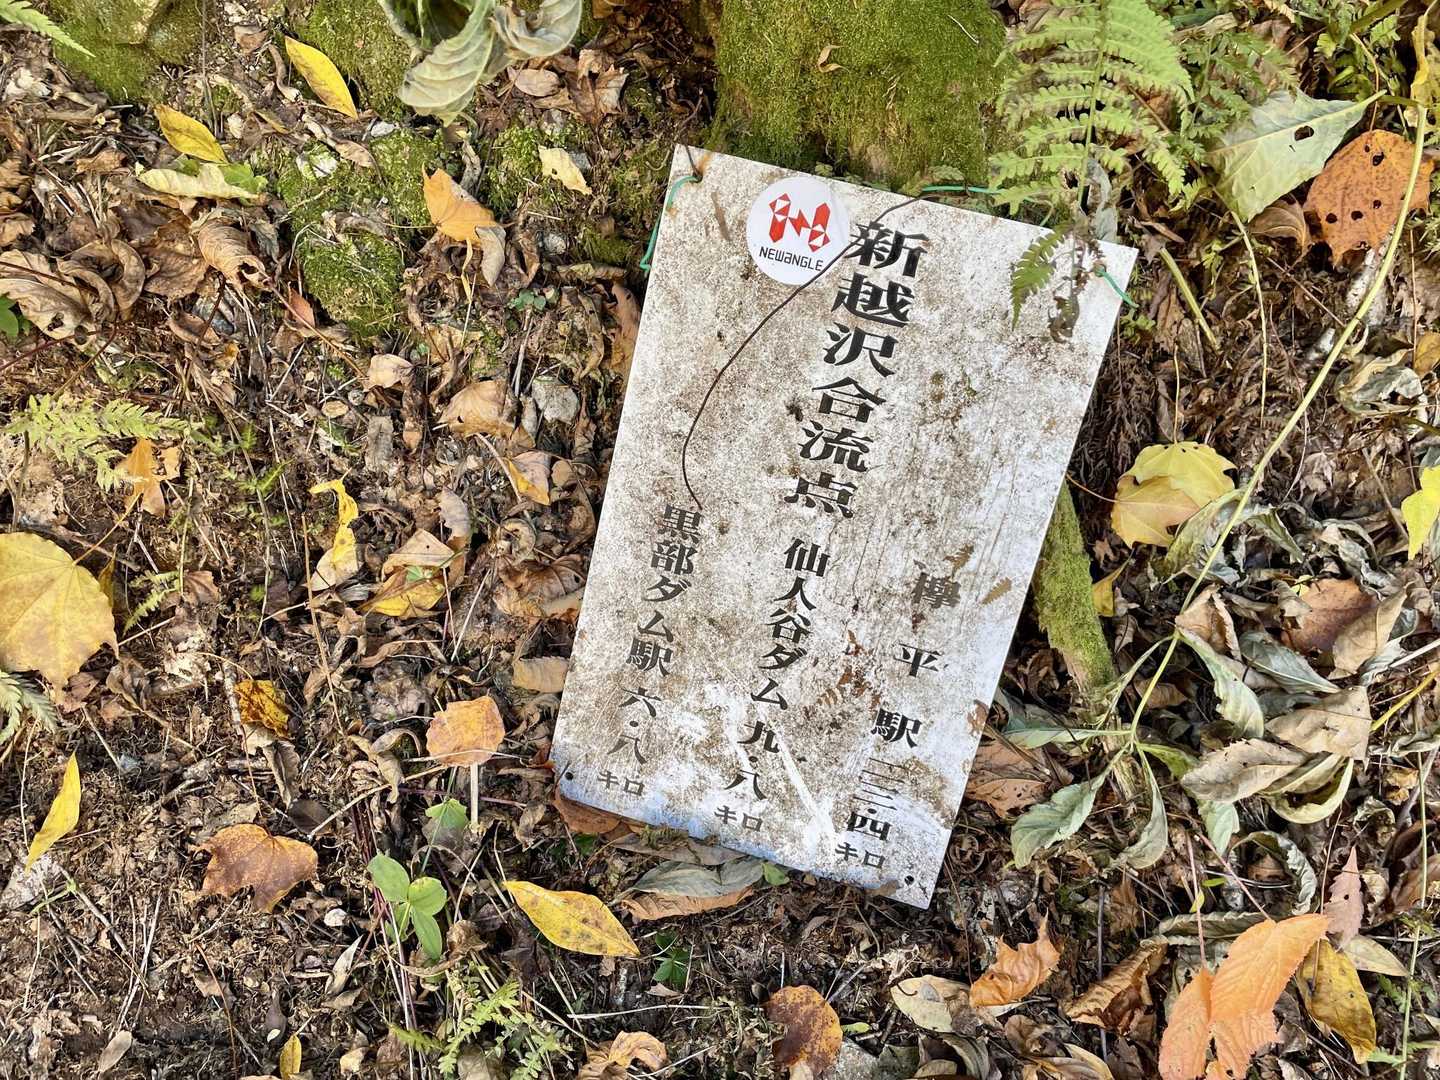 NEWaNGLE
新越沢合流点
欅平駅 二三・四キロ
仙人谷ダム 九・八キロ
黒部ダム駅 六・八キロ